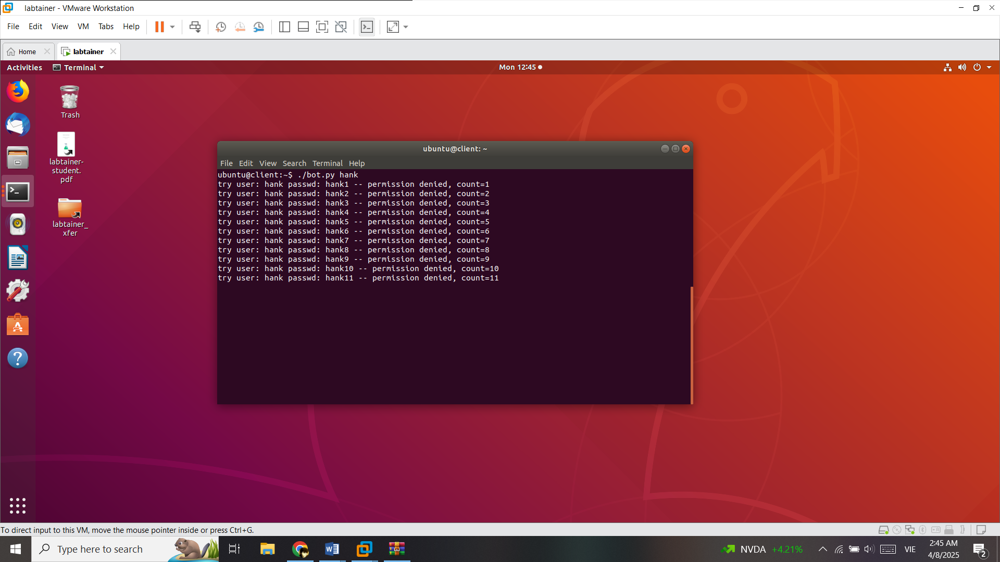 labtainer - VMware Workstation
File Edit View VM Tabs Help
Home labtainer
Activities Terminal Mon 12:45
Trash
labtainer-
student.
pdf
labtainer_
xfer
ubuntu@client: ~
File Edit View Search Terminal Help
ubuntu@client:~$ ./bot.py hank
try user: hank passwd: hank1 -- permission denied, count=1
try user: hank passwd: hank2 -- permission denied, count=2
try user: hank passwd: hank3 -- permission denied, count=3
try user: hank passwd: hank4 -- permission denied, count=4
try user: hank passwd: hank5 -- permission denied, count=5
try user: hank passwd: hank6 -- permission denied, count=6
try user: hank passwd: hank7 -- permission denied, count=7
try user: hank passwd: hank8 -- permission denied, count=8
try user: hank passwd: hank9 -- permission denied, count=9
try user: hank passwd: hank10 -- permission denied, count=10
try user: hank passwd: hank11 -- permission denied, count=11
To direct input to this VM, move the mouse pointer inside or press Ctrl+G.
Type here to search
NVDA +4.21%
VIE
2:45 AM
4/8/2025
2